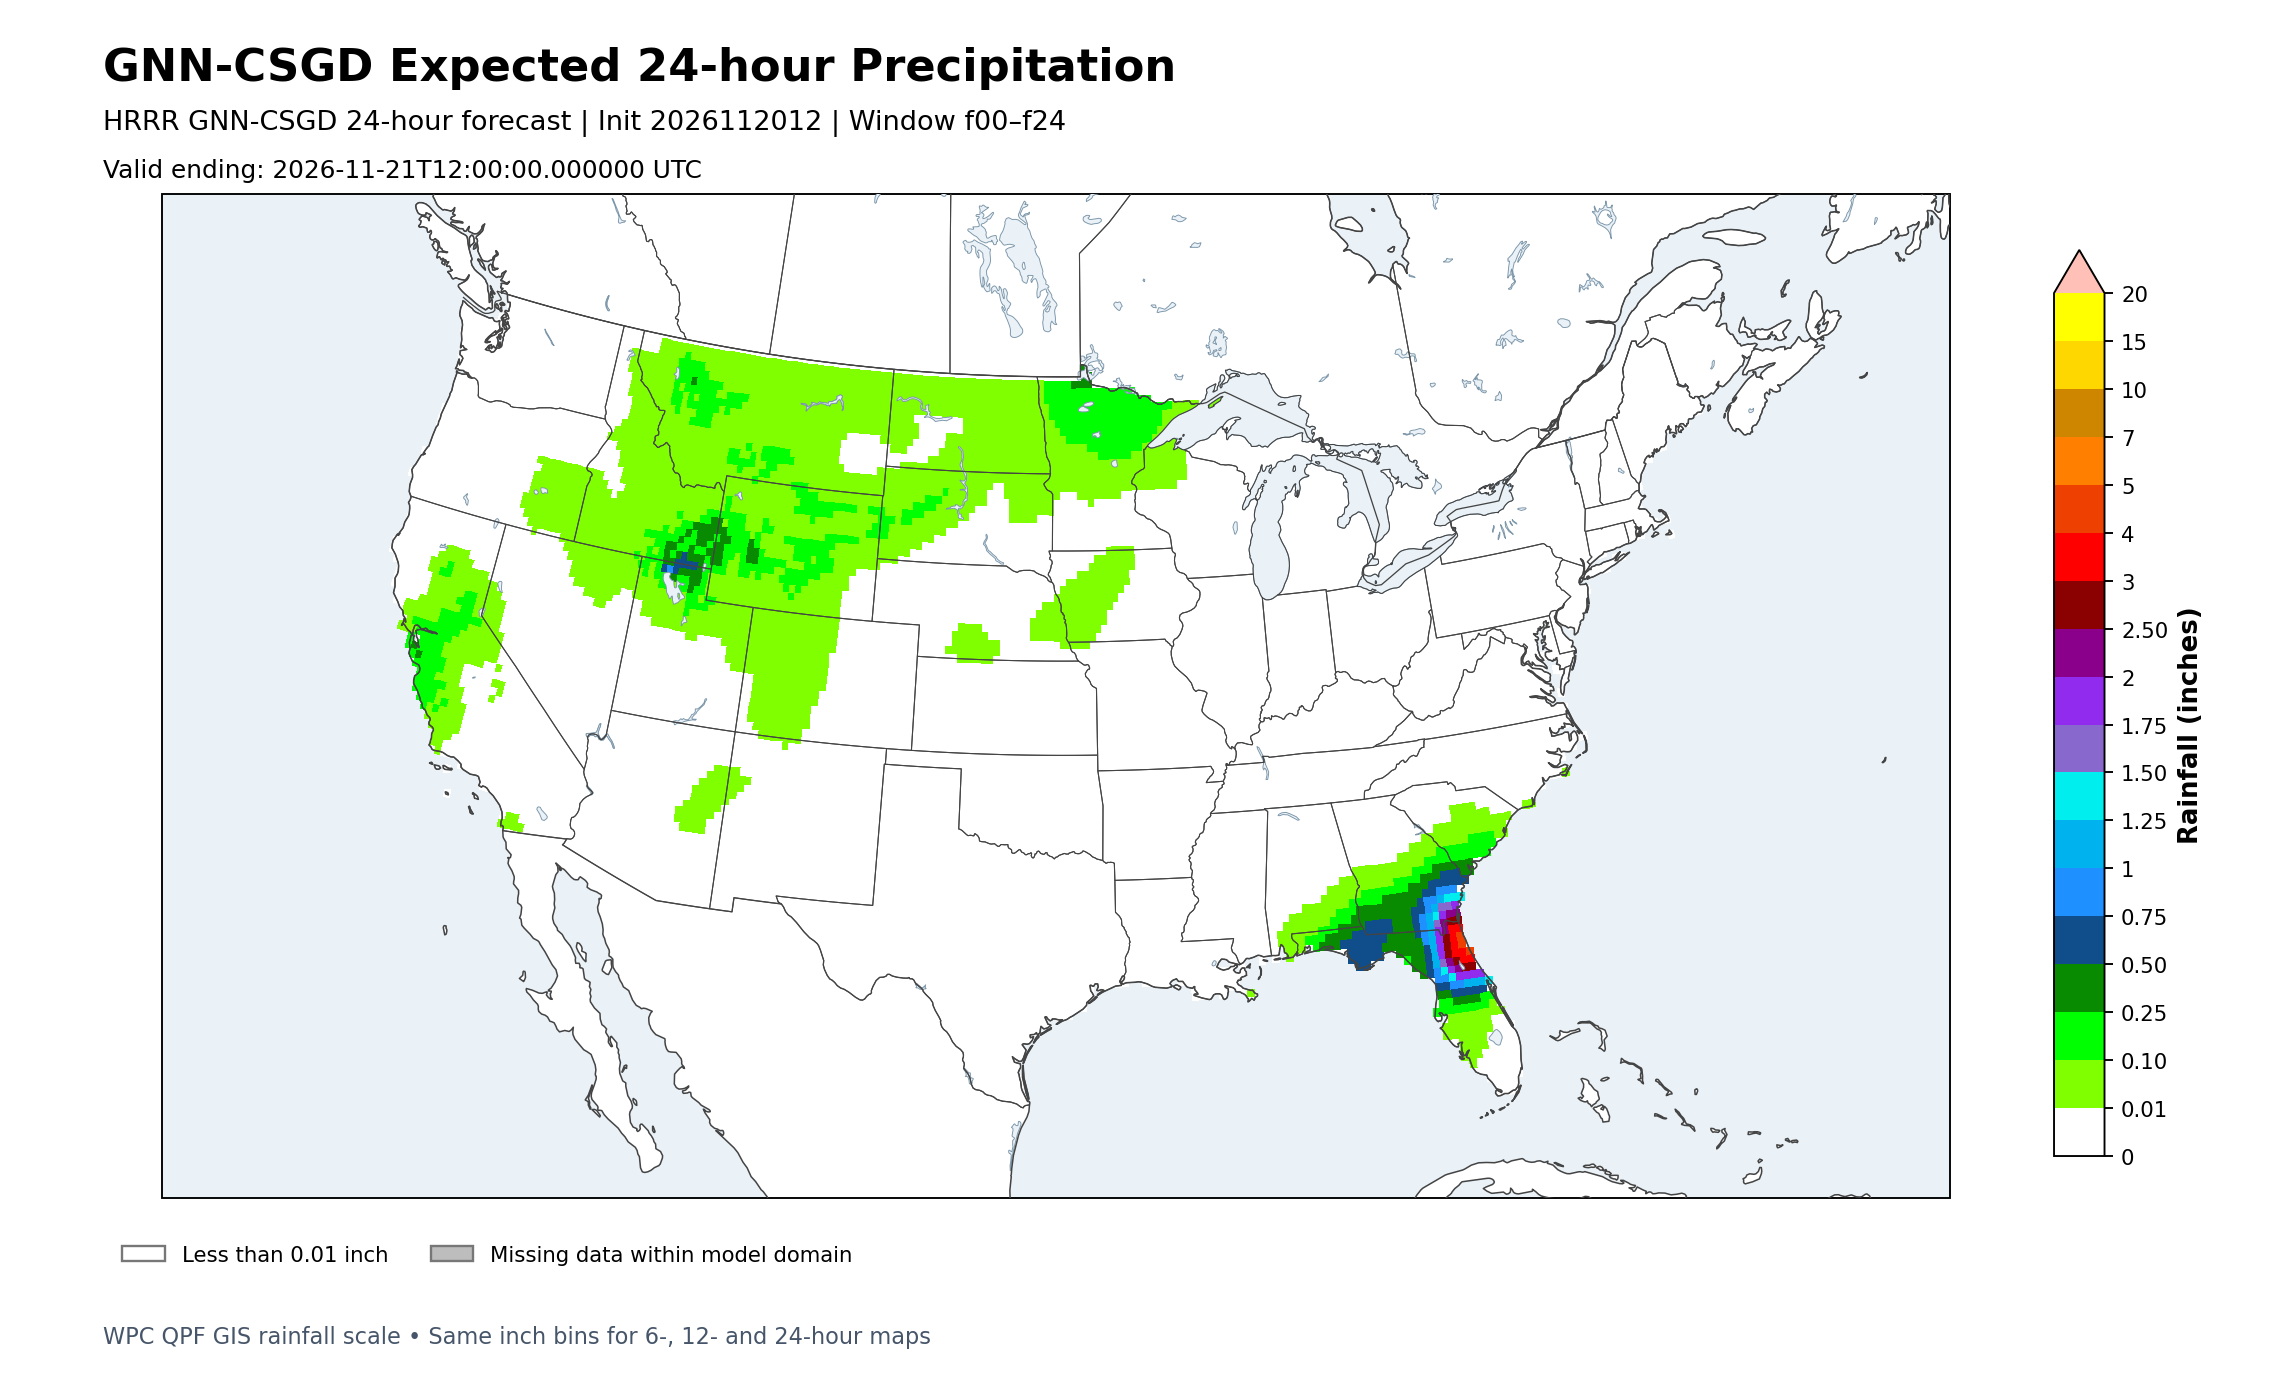 GNN-CSGD Expected 24-hour Precipitation
HRRR GNN-CSGD 24-hour forecast | Init 2026112012 | Window f00–f24
Valid ending: 2026-11-21T12:00:00.000000 UTC
20
15
10
7
5
4
3
2.50
2
1.75
1.50
1.25
1
0.75
0.50
0.25
0.10
0.01
0
Rainfall (inches)
Less than 0.01 inch
Missing data within model domain
WPC QPF GIS rainfall scale • Same inch bins for 6-, 12- and 24-hour maps